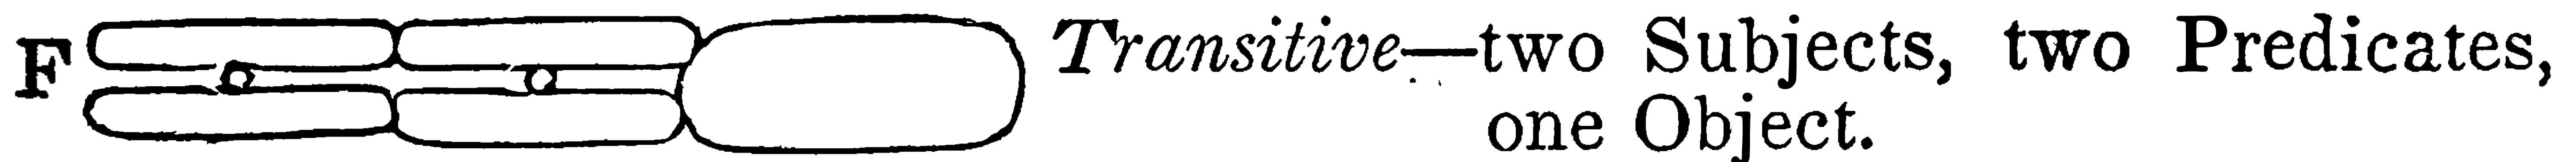 F Transitive—two Subjects, two Predicates,
one Object.